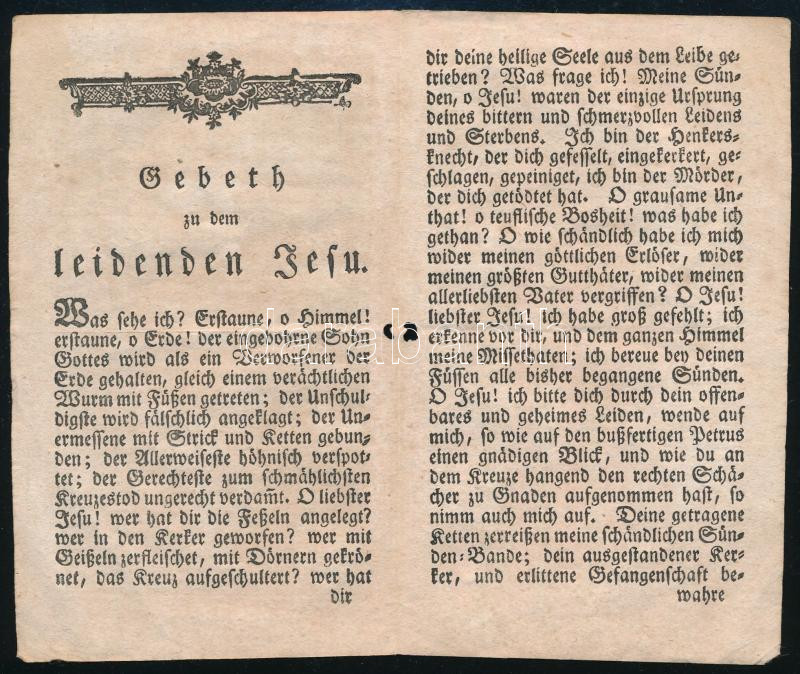 Gebeth
zu dem
leidenden Jesu.
Was sehe ich? Erstaune, o Himmel!
erstaune, o Erde! der eingebohrne Sohn
Gottes wird als ein Verworfener der
Erde gehalten, gleich einem verächtlichen
Wurm mit Füßen getreten; der Unschul-
digste wird fälschlich angeklagt; der Un-
ermessene mit Strick und Ketten gebun-
den; der Allerweiseste höhnisch verspot-
tet; der Gerechteste zum schmählichsten
Kreuzestod ungerecht verdam̃t. O liebster
Jesu! wer hat dir die Feßeln angelegt?
wer in den Kerker geworfen? wer mit
Geißeln zerfleischet, mit Dörnern gekrö-
net, das Kreuz aufgeschultert? wer hat
dir
dir deine heilige Seele aus dem Leibe ge-
trieben? Was frage ich! Meine Sün-
den, o Jesu! waren der einzige Ursprung
deines bittern und schmerzvollen Leidens
und Sterbens. Ich bin der Henkers-
knecht, der dich gefesselt, eingekerkert, ge-
schlagen, gepeiniget, ich bin der Mörder,
der dich getödtet hat. O grausame Un-
that! o teuflische Bosheit! was habe ich
gethan? O wie schändlich habe ich mich
wider meinen göttlichen Erlöser, wider
meinen größten Gutthäter, wider meinen
allerliebsten Vater vergriffen? O Jesu!
liebster Jesu! ich habe groß gefehlt; ich
erkenne vor dir, und dem ganzen Himmel
meine Missethaten; ich bereue bey deinen
Füssen alle bisher begangene Sünden.
O Jesu! ich bitte dich durch dein offen-
bares und geheimes Leiden, wende auf
mich, so wie auf den bußfertigen Petrus
einen gnädigen Blick, und wie du an
dem Kreuze hangend den rechten Schä-
cher zu Gnaden aufgenommen hast, so
nimm auch mich auf. Deine getragene
Ketten zerreißen meine schändlichen Sün-
den-Bande; dein ausgestandener Ker-
ker, und erlittene Gefangenschaft be-
wahre